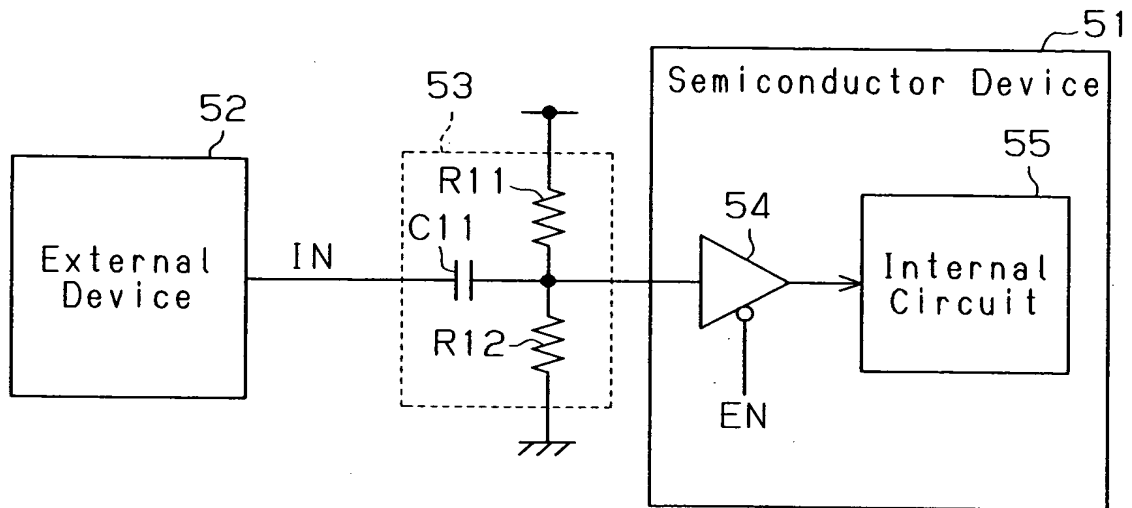 51
Semiconductor Device
52
53
R11
C11
IN
R12
External
Device
54
EN
55
Internal
Circuit